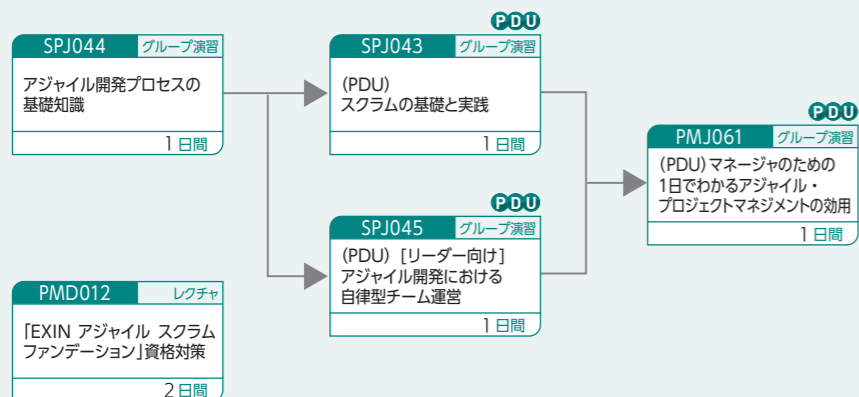 SPJ044 グループ演習
アジャイル開発プロセスの
基礎知識
1日間
PDU
SPJ043 グループ演習
(PDU)
スクラムの基礎と実践
1日間
PDU
SPJ045 グループ演習
(PDU)[リーダー向け]
アジャイル開発における
自律型チーム運営
1日間
PDU
PMJ061 グループ演習
(PDU)マネージャのための
1日でわかるアジャイル・
プロジェクトマネジメントの効用
1日間
PMD012 レクチャ
「EXIN アジャイル スクラム
ファンデーション」資格対策
2日間